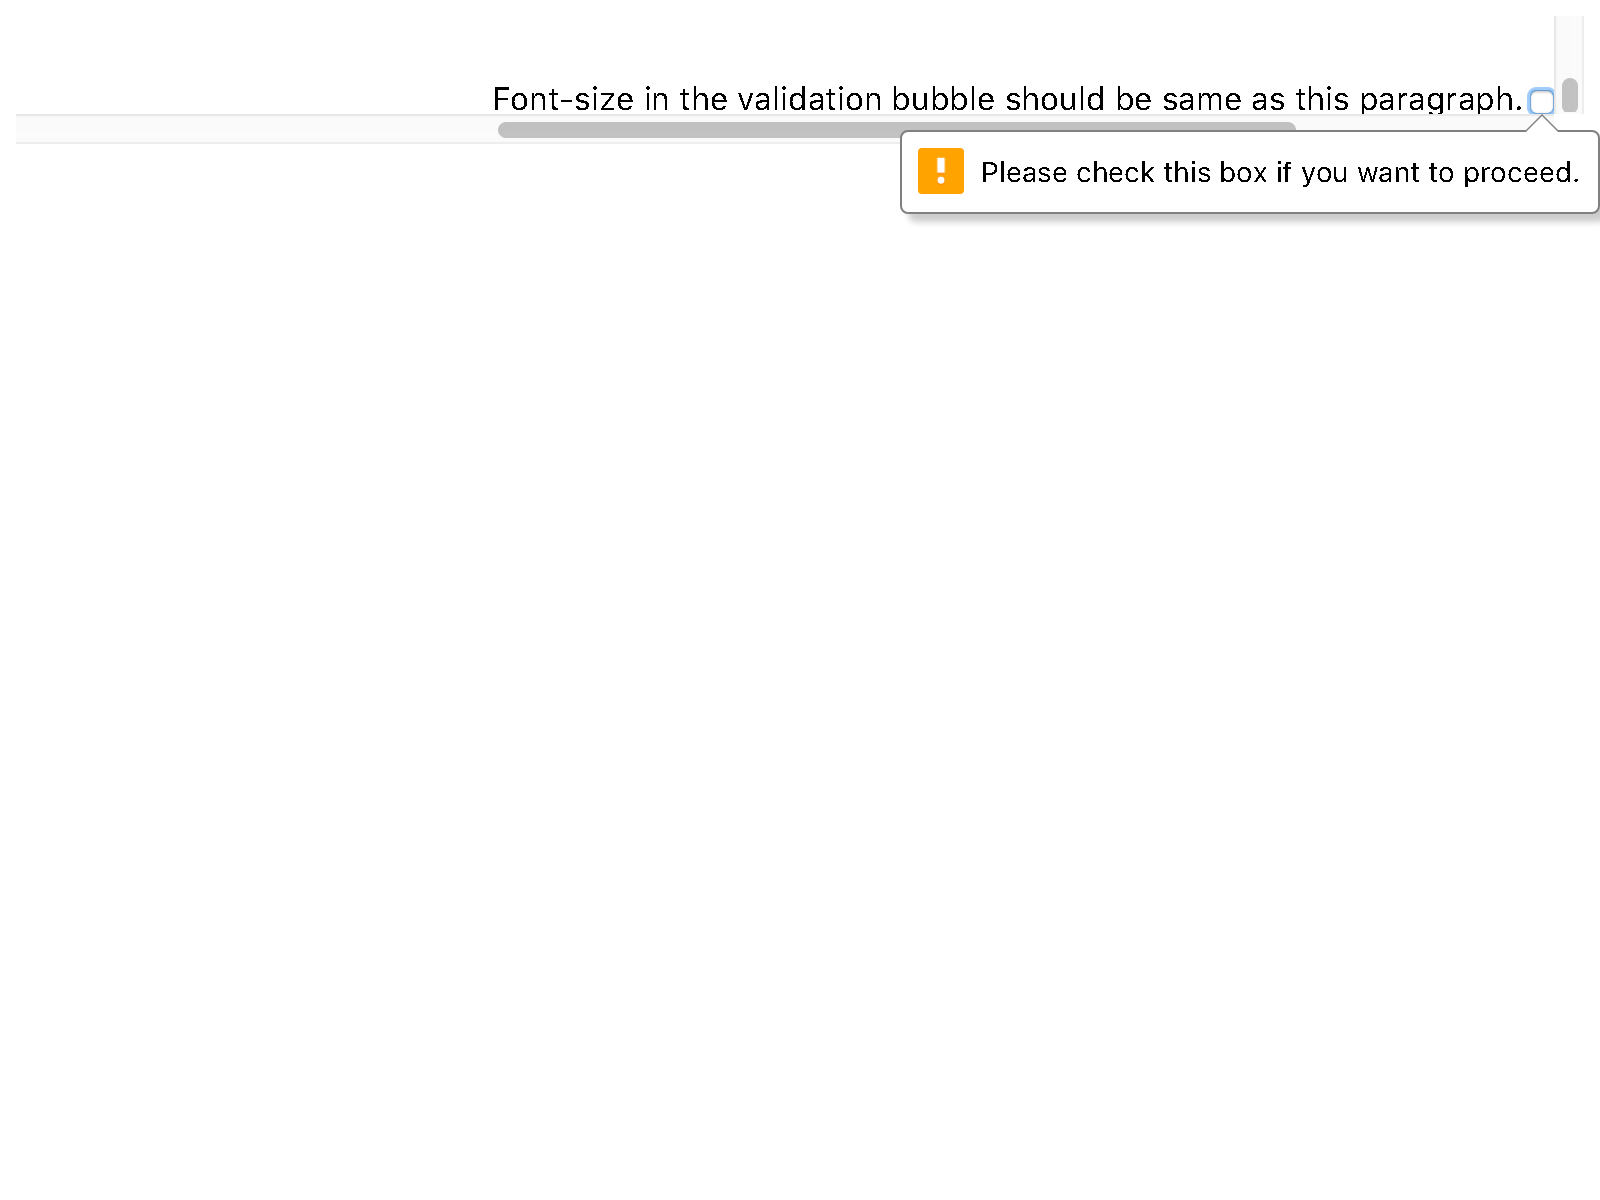 Font-size in the validation bubble should be same as this paragraph.
Please check this box if you want to proceed.